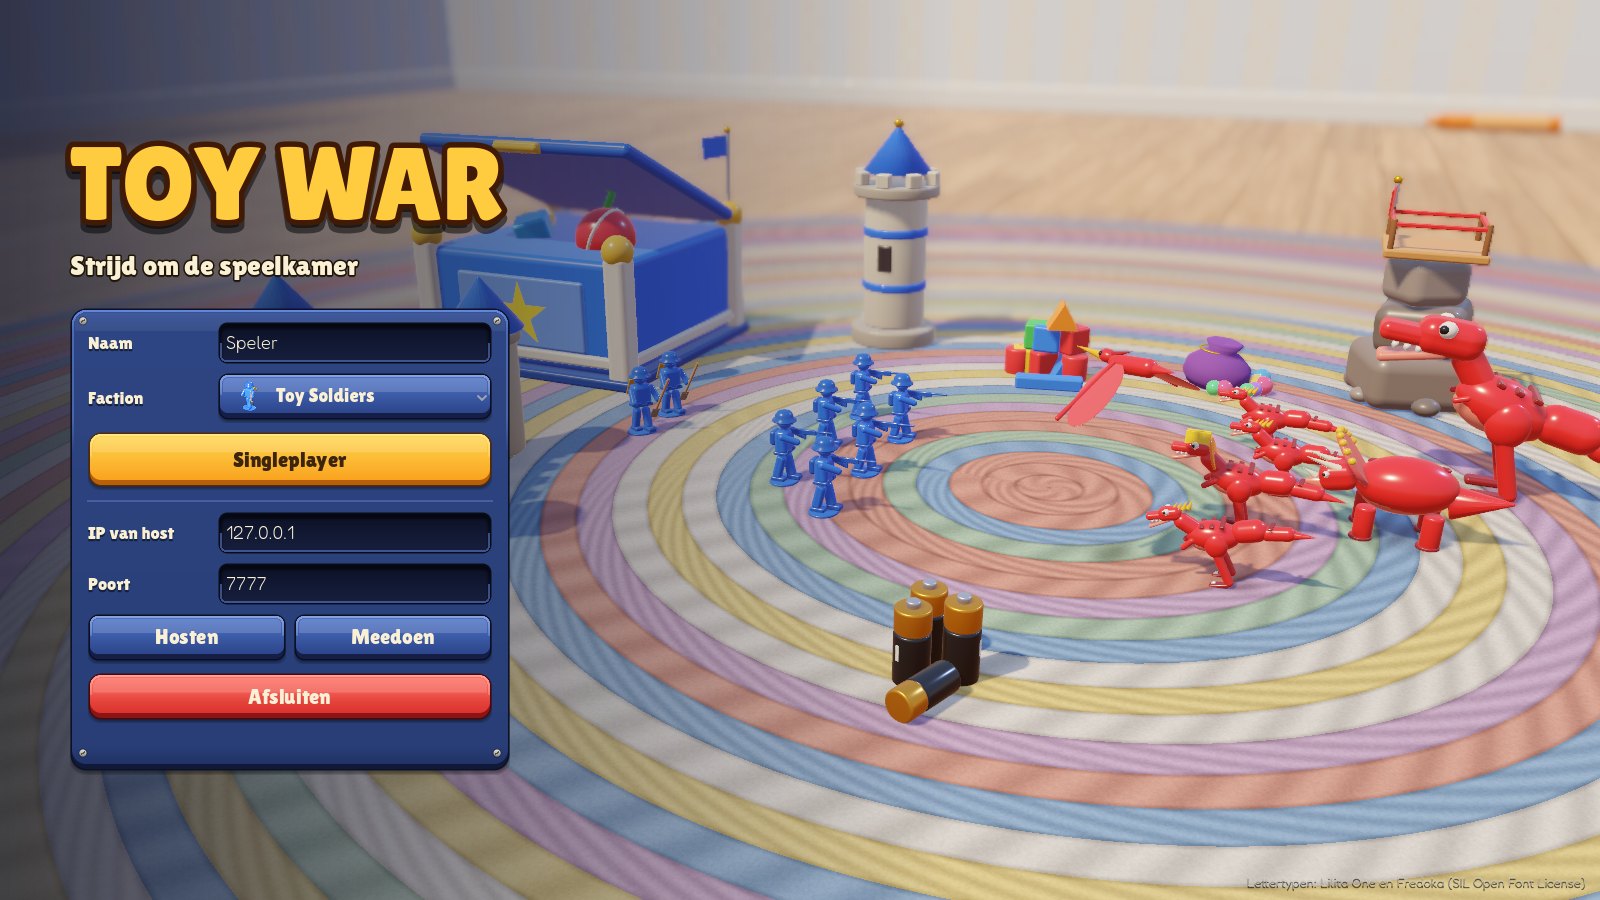 TOY WAR
Strijd om de speelkamer
Naam
Speler
Faction
Toy Soldiers
Singleplayer
IP van host
127.0.0.1
Poort
7777
Hosten
Meedoen
Afsluiten
Lettertypen: Lilita One en Fredoka (SIL Open Font License)